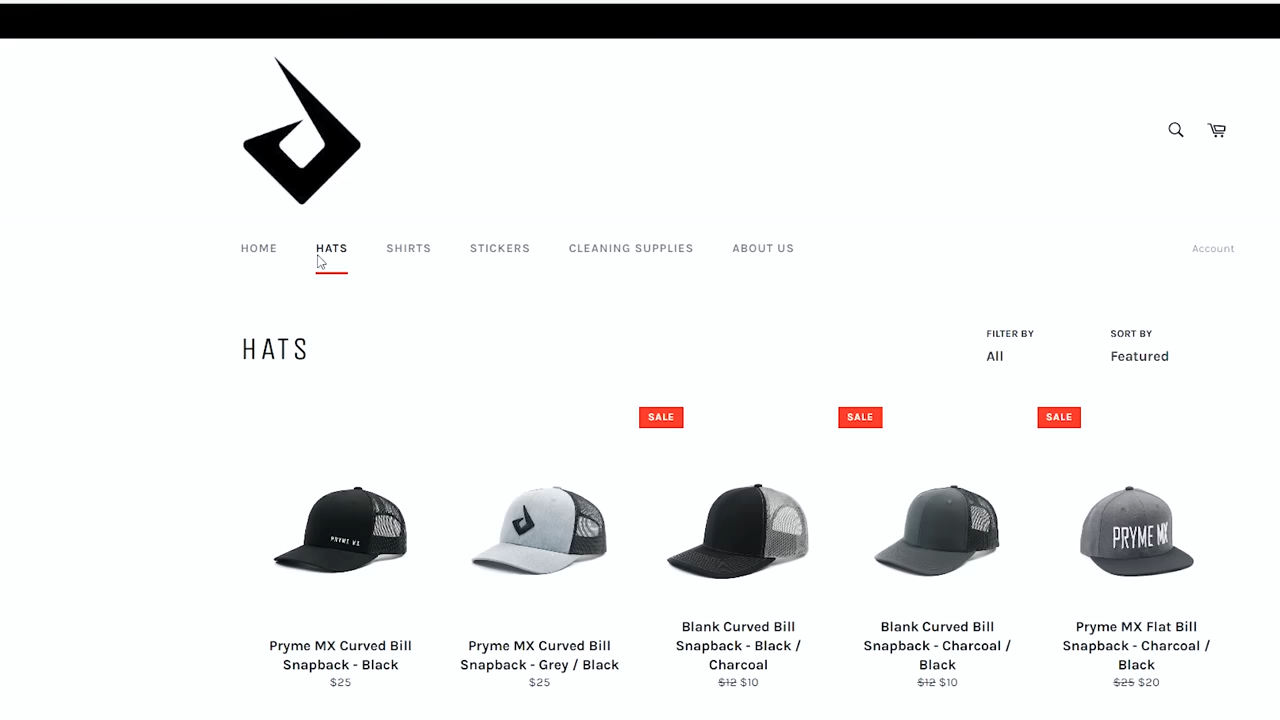 HOME HATS SHIRTS STICKERS CLEANING SUPPLIES ABOUT US Account
HATS
FILTER BY
All
SORT BY
Featured
SALE SALE SALE
PRYME MX
PRYME MX
Pryme MX Curved Bill
Snapback - Black
$25
Pryme MX Curved Bill
Snapback - Grey / Black
$25
Blank Curved Bill
Snapback - Black /
Charcoal
$12 $10
Blank Curved Bill
Snapback - Charcoal /
Black
$12 $10
Pryme MX Flat Bill
Snapback - Charcoal /
Black
$25 $20